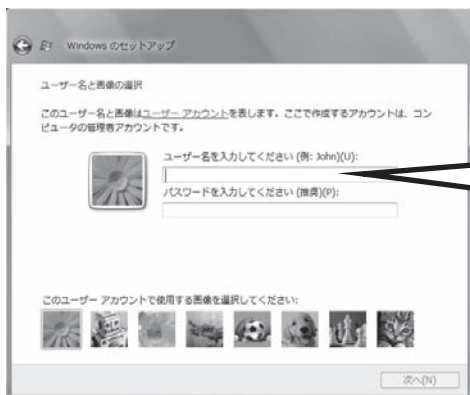 Windows のセットアップ
ユーザー名と画像の選択
このユーザー名と画像はユーザー アカウントを表します。ここで作成するアカウントは、コン
ピュータの管理者アカウントです。
ユーザー名を入力してください (例: John)(U):
パスワードを入力してください (推奨)(P):
このユーザー アカウントで使用する画像を選択してください:
次へ(N)